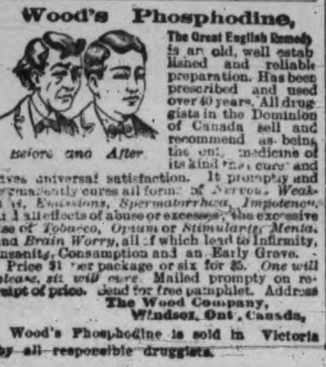 Wood's Phosphodine,
The Great English Remedy
is an old, well estab
lished and reliable
preparation. Has been
prescribed and used
over 40 years. All drug
gists in the Dominion
of Canada sell and
recommend as being
the only medicine of
its kind that cures and
Before and After
gives universal satisfaction. It promptly and
permanently cures all forms of Nervous Weak-
Emissions, Spermatorrhea, Impotence,
and all effects of abuse or excesses, the excessive
use of Tobacco, Opium or Stimulants, Mental
and Brain Worry, all of which lead to Infirmity,
Insanity, Consumption and an Early Grave.
Price $1 per package or six for $5. One will
please, six will cure. Mailed prompty on re-
ceipt of price. Send for free pamphlet. Address
The Wood Company,
Windsor, Ont., Canada,
Wood's Phosphodine is sold in Victoria
by all responsible druggists.